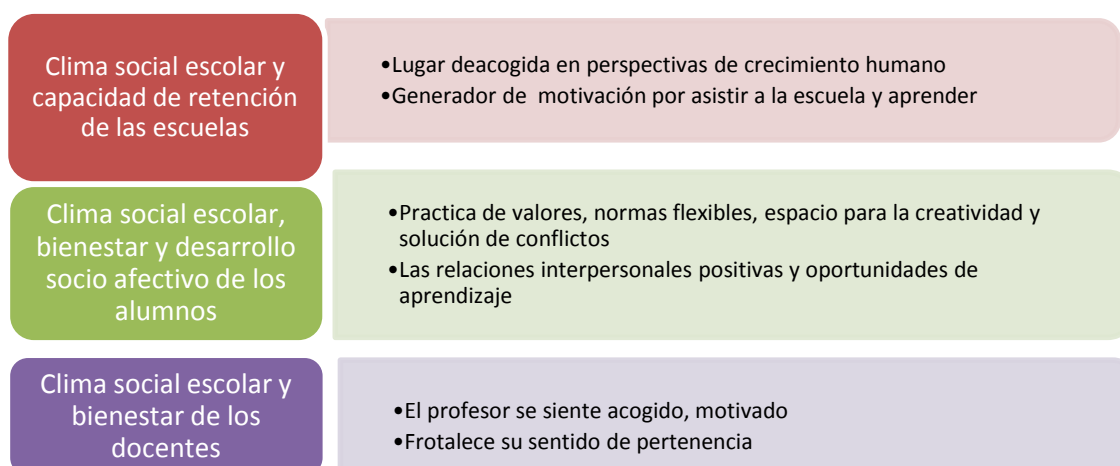 Clima social escolar y
capacidad de retención
de las escuelas
•Lugar deacogida en perspectivas de crecimiento humano
•Generador de motivación por asistir a la escuela y aprender
Clima social escolar,
bienestar y desarrollo
socio afectivo de los
alumnos
•Practica de valores, normas flexibles, espacio para la creatividad y
solución de conflictos
•Las relaciones interpersonales positivas y oportunidades de
aprendizaje
Clima social escolar y
bienestar de los
docentes
•El profesor se siente acogido, motivado
•Frotalece su sentido de pertenencia